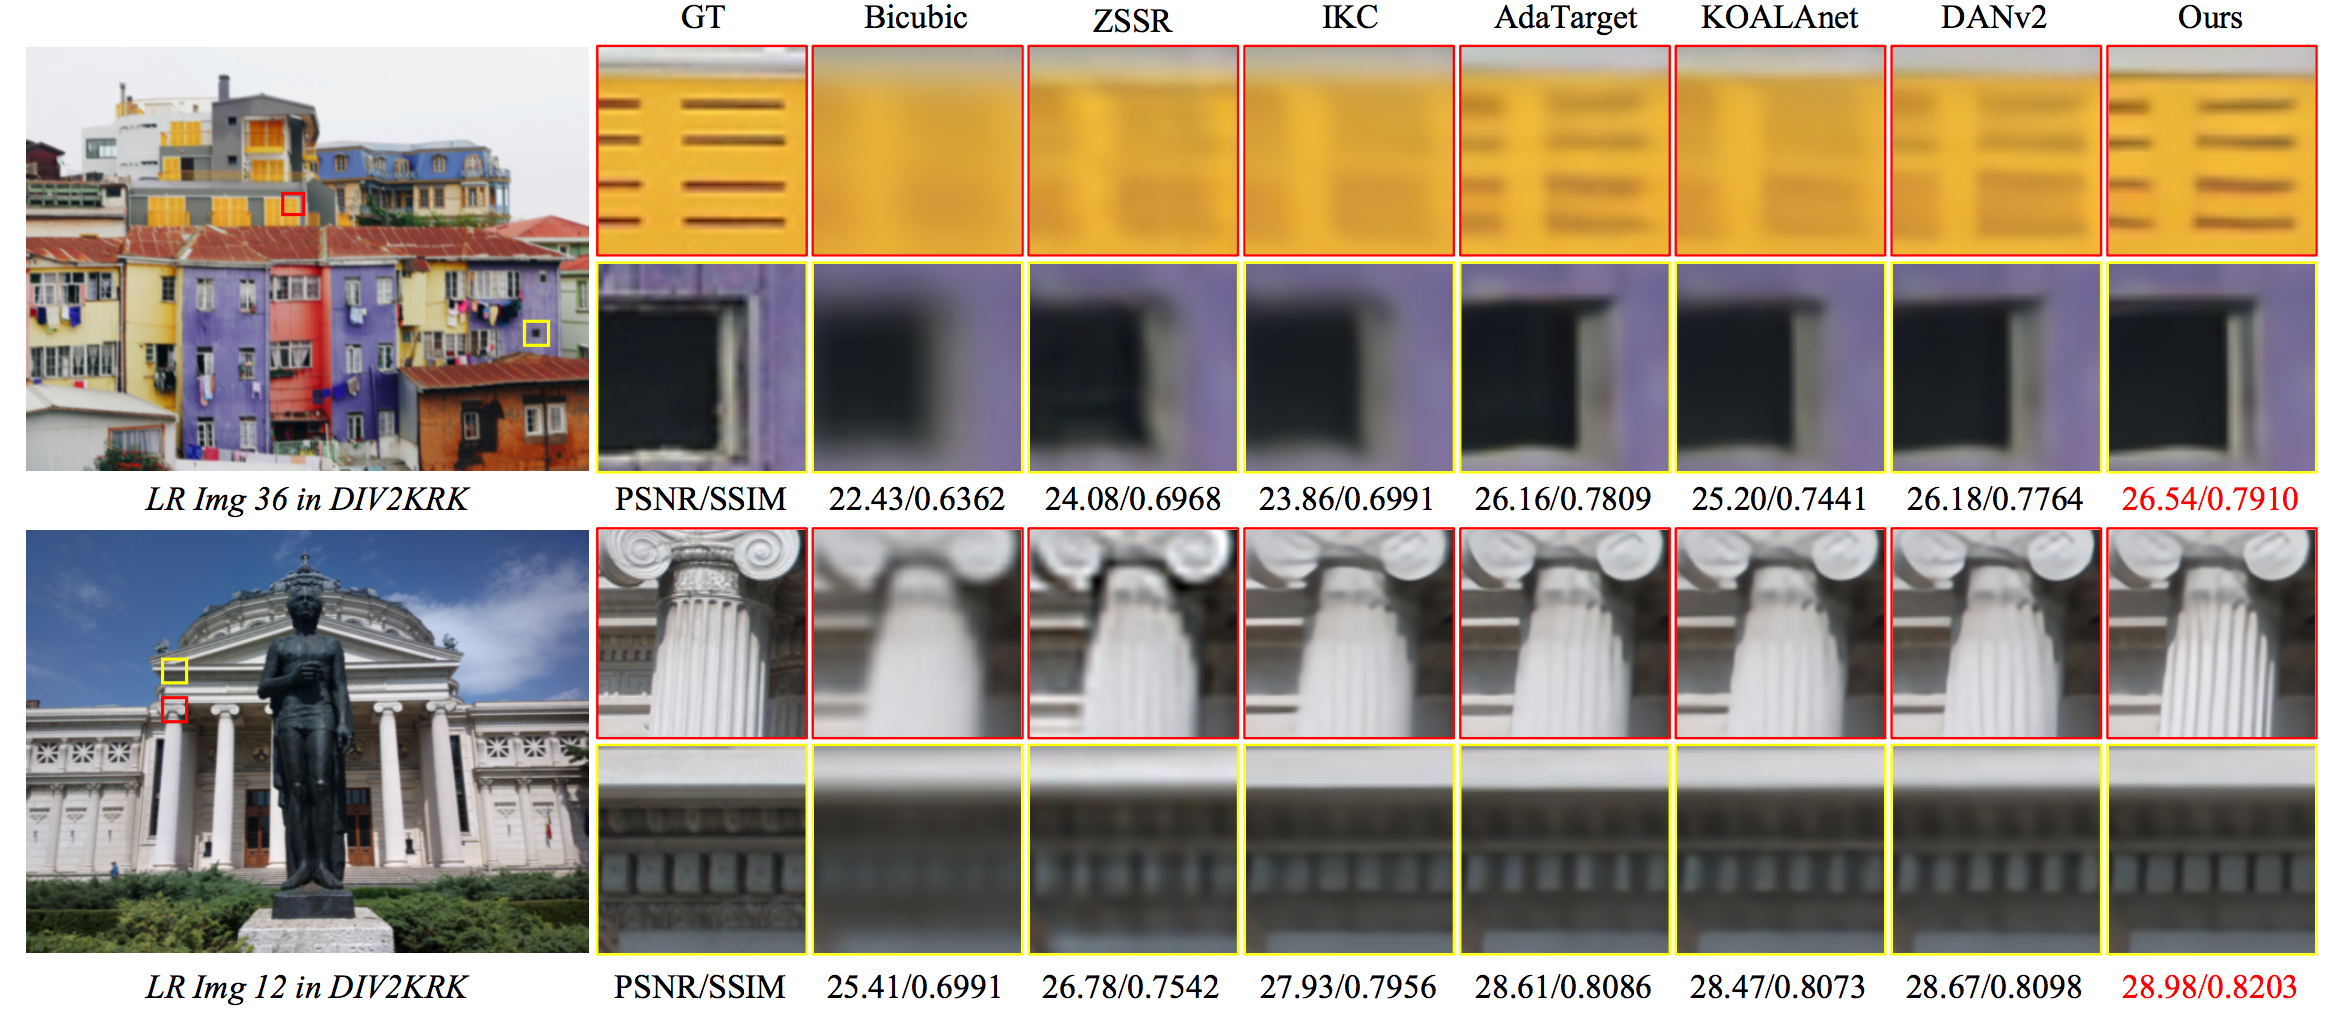 GT Bicubic ZSSR IKC AdaTarget KOALAnet DANv2 Ours
LR Img 36 in DIV2KRK PSNR/SSIM 22.43/0.6362 24.08/0.6968 23.86/0.6991 26.16/0.7809 25.20/0.7441 26.18/0.7764 26.54/0.7910
LR Img 12 in DIV2KRK PSNR/SSIM 25.41/0.6991 26.78/0.7542 27.93/0.7956 28.61/0.8086 28.47/0.8073 28.67/0.8098 28.98/0.8203